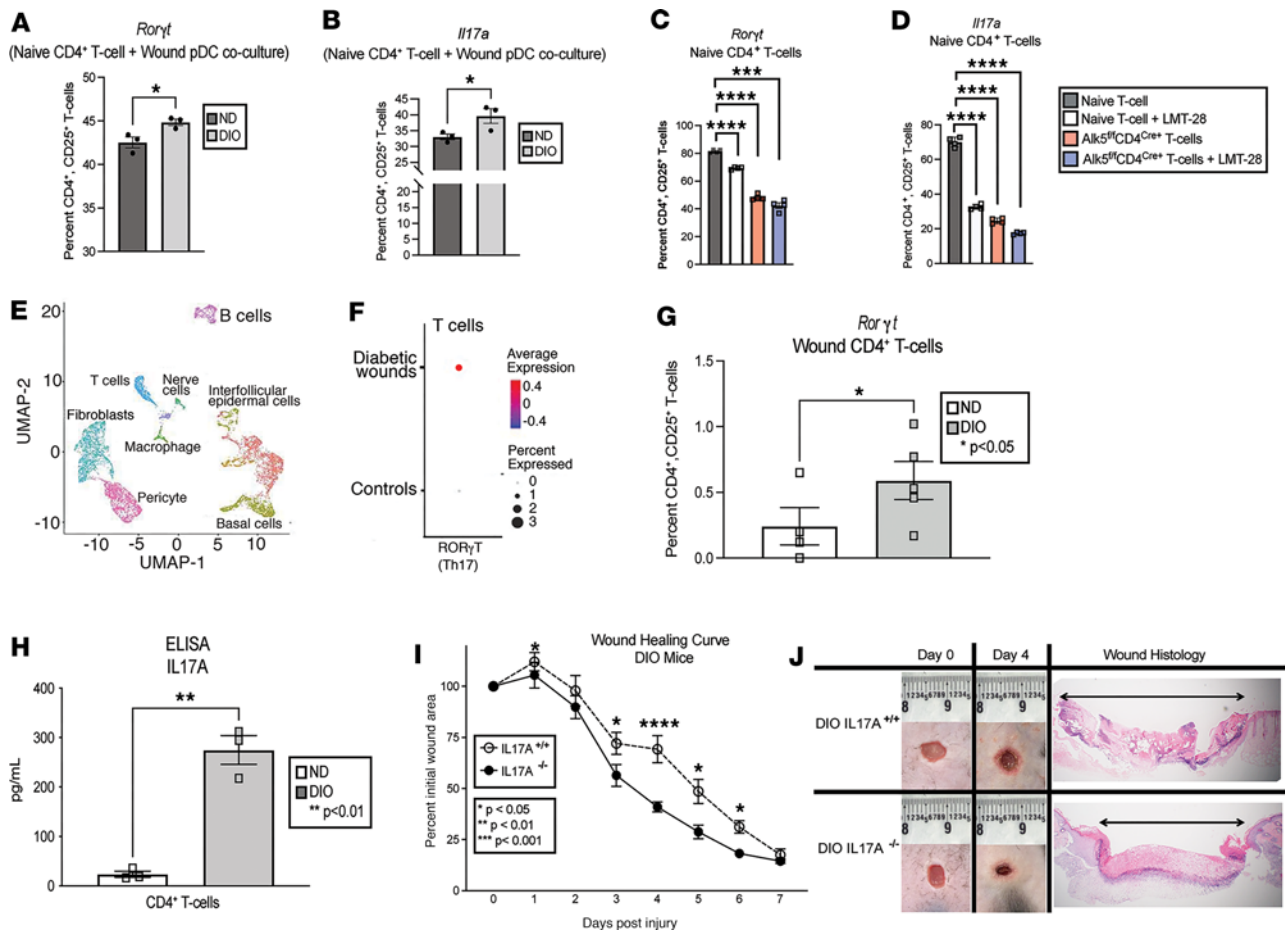 A
Rorγt
(Naive CD4⁺ T-cell + Wound pDC co-culture)
Percent CD4⁺, CD25⁺ T-cells
45
40
35
30
*
ND
DIO
B
Il17a
(Naive CD4⁺ T-cell + Wound pDC co-culture)
Percent CD4⁺, CD25⁺ T-cells
45
40
35
30
20
15
10
5
0
*
ND
DIO
C
Rorγt
Naive CD4⁺ T-cells
Percent CD4⁺, CD25⁺ T-cells
100
80
60
40
20
0
***
****
****
D
Il17a
Naive CD4⁺ T-cells
Percent CD4⁺, CD25⁺ T-cells
100
80
60
40
20
0
****
****
****
Naive T-cell
Naive T-cell + LMT-28
Alk5ᶠ/ᶠCD4ᶜʳᵉ⁺ T-cells
Alk5ᶠ/ᶠCD4ᶜʳᵉ⁺ T-cells + LMT-28
E
UMAP-2
20
10
0
-10
B cells
T cells
Nerve
cells
Interfollicular
epidermal cells
Fibroblasts
Macrophage
Pericyte
Basal cells
-10 -5 0 5 10
UMAP-1
F
T cells
Diabetic
wounds
Controls
RORγT
(Th17)
Average
Expression
0.4
0
-0.4
Percent
Expressed
0
1
2
3
G
Ror γ t
Wound CD4⁺ T-cells
Percent CD4⁺,CD25⁺ T-cells
1.5
1.0
0.5
0.0
*
ND
DIO
* p<0.05
H
ELISA
IL17A
pg/mL
400
300
200
100
0
**
CD4⁺ T-cells
ND
DIO
** p<0.01
I
Wound Healing Curve
DIO Mice
Percent initial wound area
100
75
50
25
0
* * **** * *
IL17A ⁺/⁺
IL17A ⁻/⁻
* p < 0.05
** p < 0.01
*** p < 0.001
0 1 2 3 4 5 6 7
Days post injury
J
Day 0 Day 4 Wound Histology
DIO IL17A⁺/⁺
8 9
8 9
DIO IL17A ⁻/⁻
8 9
8 9